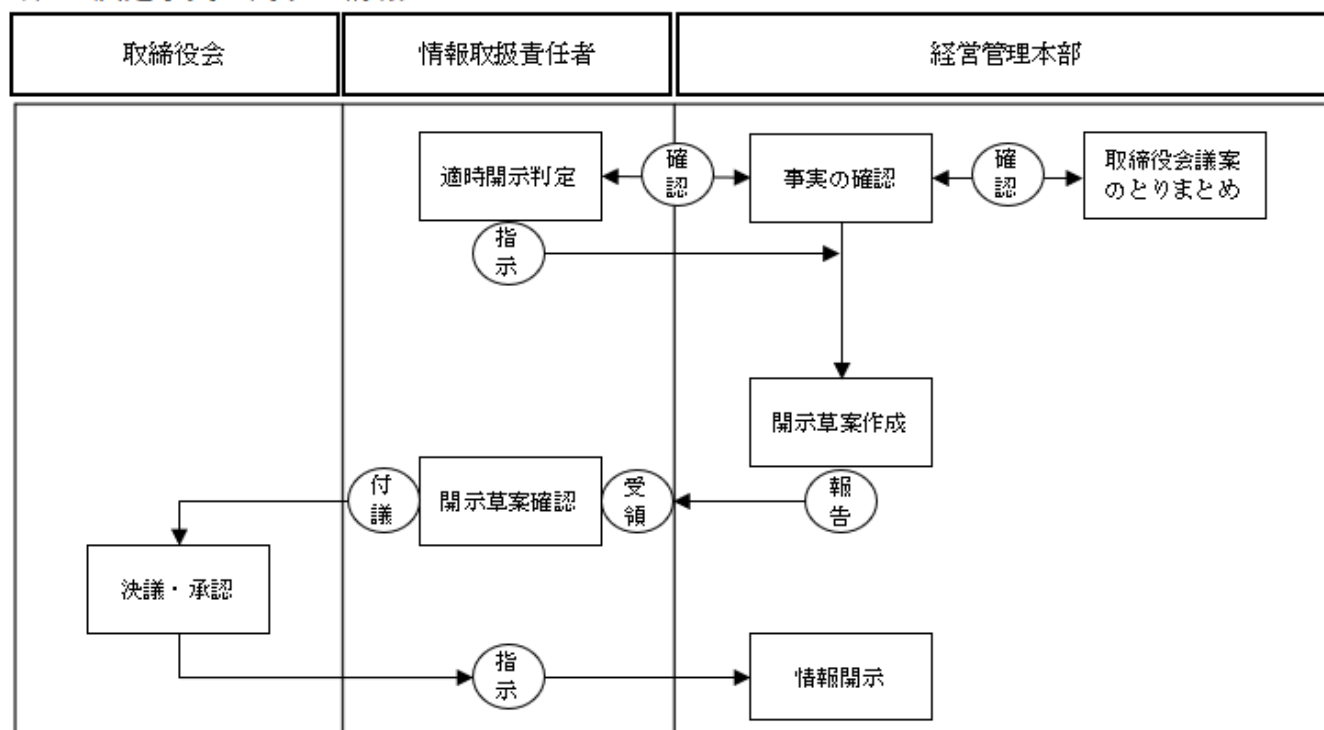 取締役会
情報取扱責任者
経営管理本部
適時開示判定
確
認
事実の確認
確
認
取締役会議案
のとりまとめ
指
示
開示草案作成
付
議
開示草案確認
受
領
報
告
決議・承認
指
示
情報開示